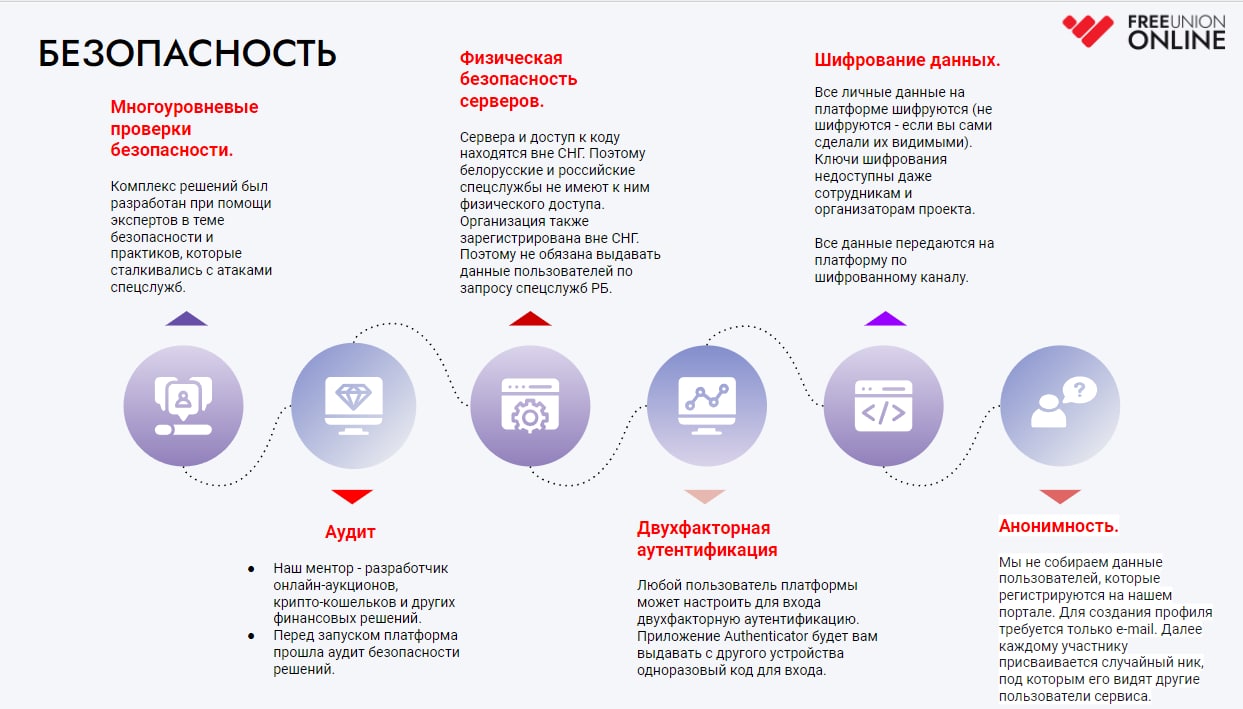 БЕЗОПАСНОСТЬ
FREEUNION
ONLINE
Многоуровневые
проверки
безопасности.
Комплекс решений был
разработан при помощи
экспертов в теме
безопасности и
практиков, которые
сталкивались с атаками
спецслужб.
Физическая
безопасность
серверов.
Сервера и доступ к коду
находятся вне СНГ. Поэтому
белорусские и российские
спецслужбы не имеют к ним
физического доступа.
Организация также
зарегистрирована вне СНГ.
Поэтому не обязана выдавать
данные пользователей по
запросу спецслужб РБ.
Шифрование данных.
Все личные данные на
платформе шифруются (не
шифруются - если вы сами
сделали их видимыми).
Ключи шифрования
недоступны даже
сотрудникам и
организаторам проекта.
Все данные передаются на
платформу по
шифрованному каналу.
?
</>
Аудит
● Наш ментор - разработчик
онлайн-аукционов,
крипто-кошельков и других
финансовых решений.
● Перед запуском платформа
прошла аудит безопасности
решений.
Двухфакторная
аутентификация
Любой пользователь платформы
может настроить для входа
двухфакторную аутентификацию.
Приложение Authenticator будет вам
выдавать с другого устройства
одноразовый код для входа.
Анонимность.
Мы не собираем данные
пользователей, которые
регистрируются на нашем
портале. Для создания профиля
требуется только e-mail. Далее
каждому участнику
присваивается случайный ник,
под которым его видят другие
пользователи сервиса.